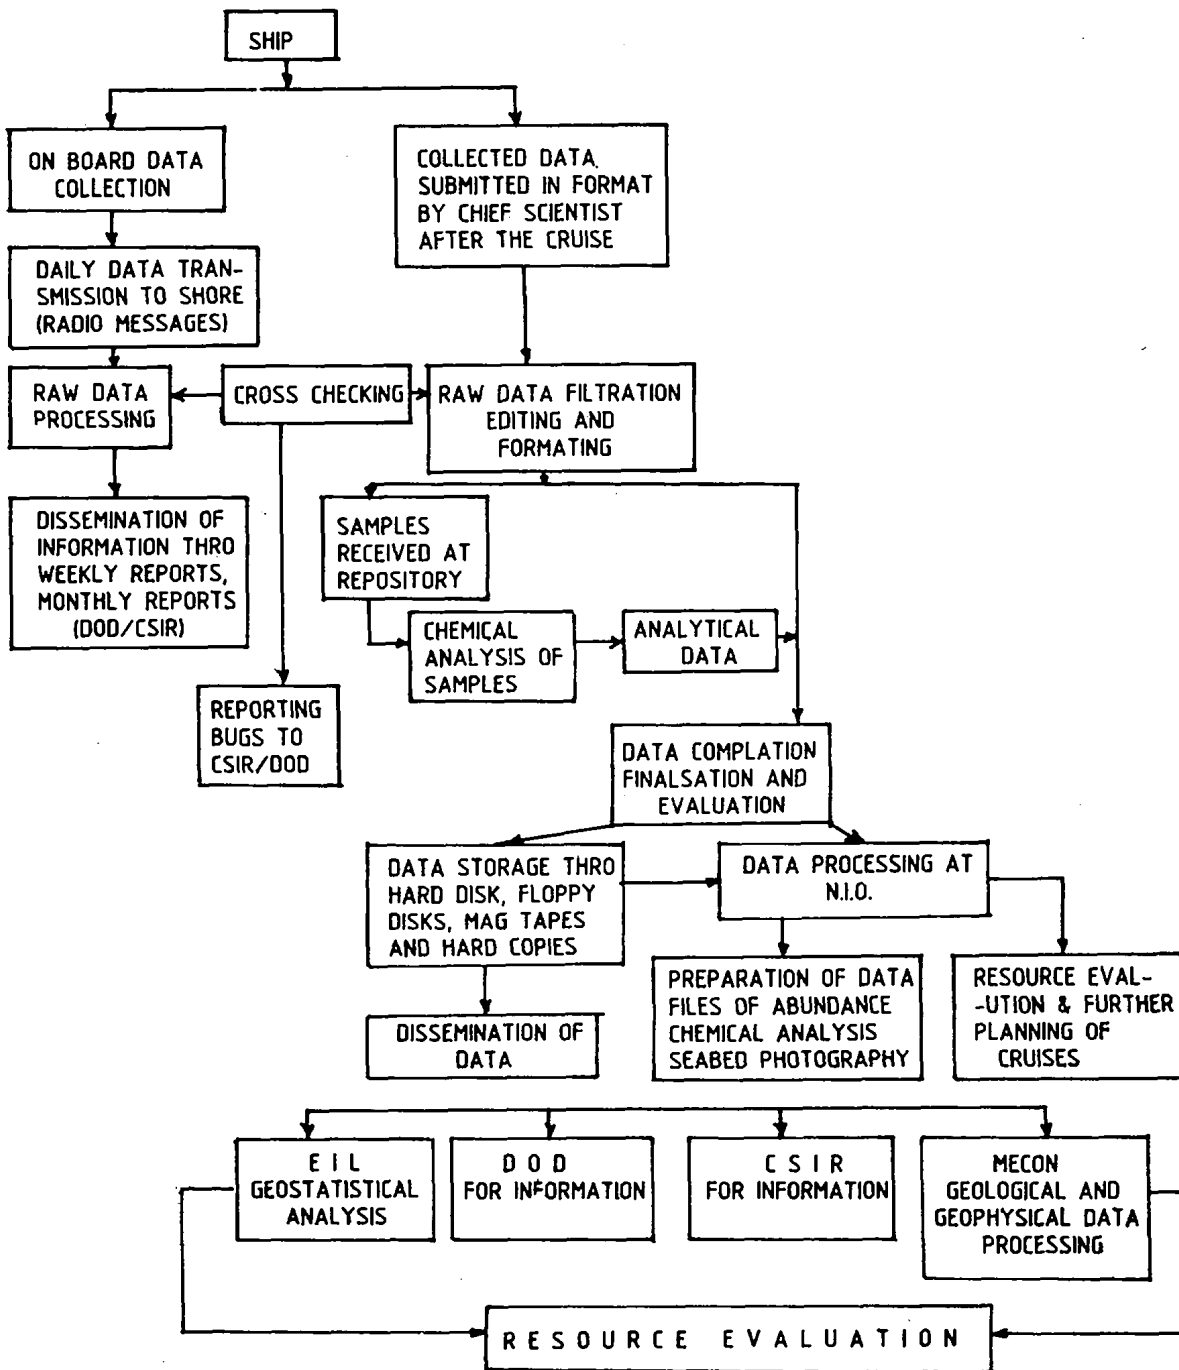 SHIP
ON BOARD DATA
COLLECTION
COLLECTED DATA
SUBMITTED IN FORMAT
BY CHIEF SCIENTIST
AFTER THE CRUISE
DAILY DATA TRAN-
SMISSION TO SHORE
(RADIO MESSAGES)
RAW DATA
PROCESSING
CROSS CHECKING
RAW DATA FILTRATION
EDITING AND
FORMATING
DISSEMINATION OF
INFORMATION THRO
WEEKLY REPORTS,
MONTHLY REPORTS
(DOD/CSIR)
SAMPLES
RECEIVED AT
REPOSITORY
CHEMICAL
ANALYSIS OF
SAMPLES
ANALYTICAL
DATA
REPORTING
BUGS TO
CSIR/DOD
DATA COMPLATION
FINALSATION AND
EVALUATION
DATA STORAGE THRO
HARD DISK, FLOPPY
DISKS, MAG TAPES
AND HARD COPIES
DATA PROCESSING AT
N.I.O.
DISSEMINATION OF
DATA
PREPARATION OF DATA
FILES OF ABUNDANCE
CHEMICAL ANALYSIS
SEABED PHOTOGRAPHY
RESOURCE EVAL-
-UTION & FURTHER
PLANNING OF
CRUISES
E I L
GEOSTATISTICAL
ANALYSIS
D O D
FOR INFORMATION
C S I R
FOR INFORMATION
MECON
GEOLOGICAL AND
GEOPHYSICAL DATA
PROCESSING
RESOURCE EVALUATION